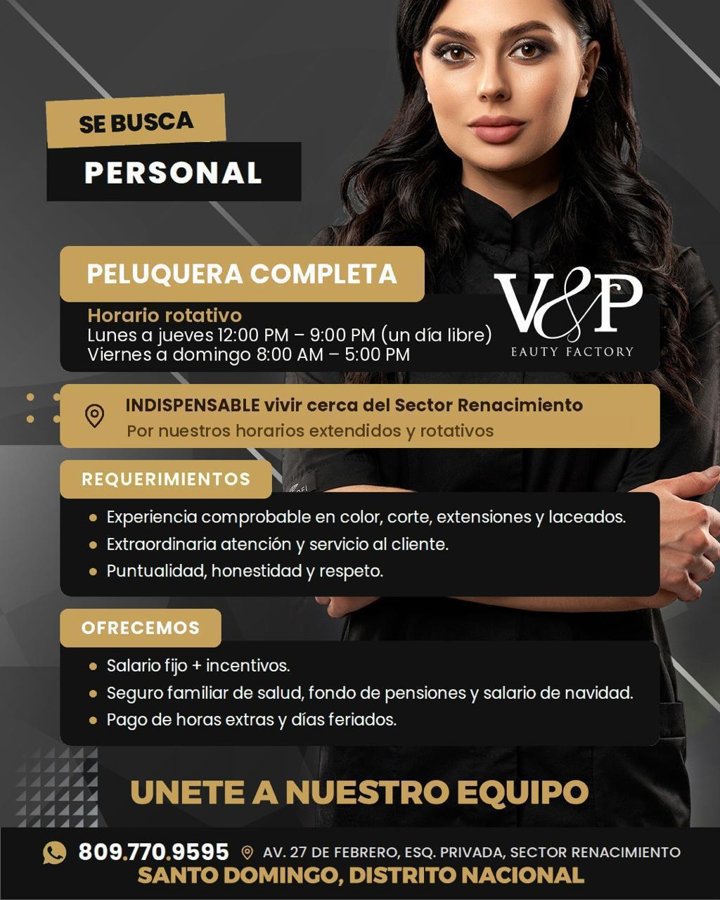 SE BUSCA
PERSONAL
PELUQUERA COMPLETA
Horario rotativo
Lunes a jueves 12:00 PM – 9:00 PM (un día libre)
Viernes a domingo 8:00 AM – 5:00 PM
V&P
EAUTY FACTORY
INDISPENSABLE vivir cerca del Sector Renacimiento
Por nuestros horarios extendidos y rotativos
REQUERIMIENTOS
• Experiencia comprobable en color, corte, extensiones y laceados.
• Extraordinaria atención y servicio al cliente.
• Puntualidad, honestidad y respeto.
OFRECEMOS
• Salario fijo + incentivos.
• Seguro familiar de salud, fondo de pensiones y salario de navidad.
• Pago de horas extras y días feriados.
UNETE A NUESTRO EQUIPO
809.770.9595 AV. 27 DE FEBRERO, ESQ. PRIVADA, SECTOR RENACIMIENTO
SANTO DOMINGO, DISTRITO NACIONAL